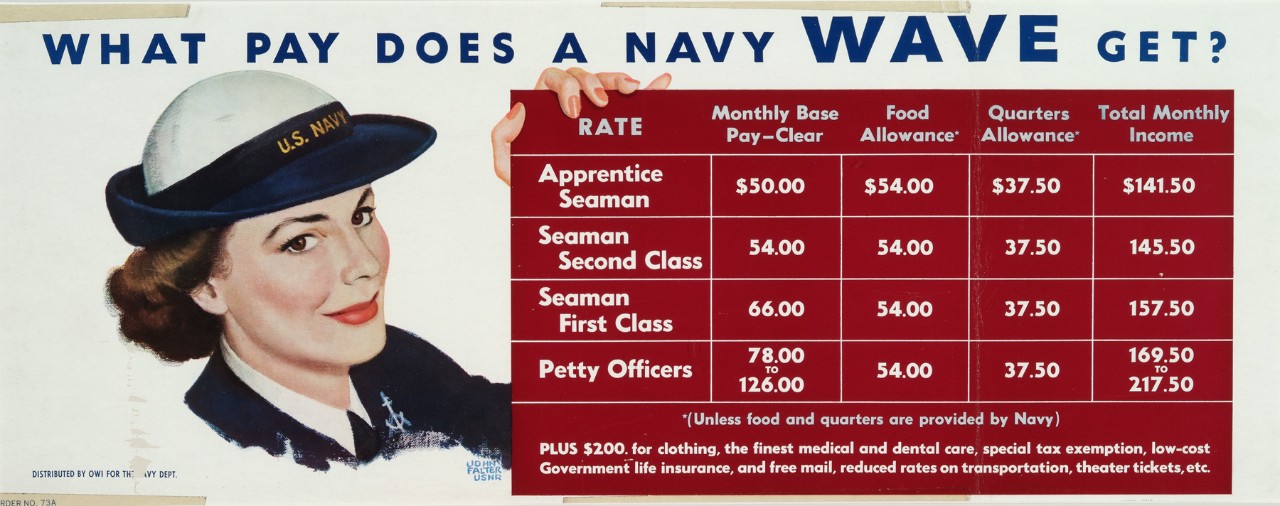 WHAT PAY DOES A NAVY WAVE GET?
U.S. NAVY
RATE
Monthly Base Pay–Clear
Food Allowance*
Quarters Allowance*
Total Monthly Income
Apprentice Seaman $50.00 $54.00 $37.50 $141.50
Seaman Second Class 54.00 54.00 37.50 145.50
Seaman First Class 66.00 54.00 37.50 157.50
Petty Officers 78.00 TO 126.00 54.00 37.50 169.50 TO 217.50
*(Unless food and quarters are provided by Navy)
PLUS $200. for clothing, the finest medical and dental care, special tax exemption, low-cost
Government life insurance, and free mail, reduced rates on transportation, theater tickets, etc.
JOHN
FALTER
USNR
DISTRIBUTED BY OWI FOR THE NAVY DEPT.
RDER NO. 73A